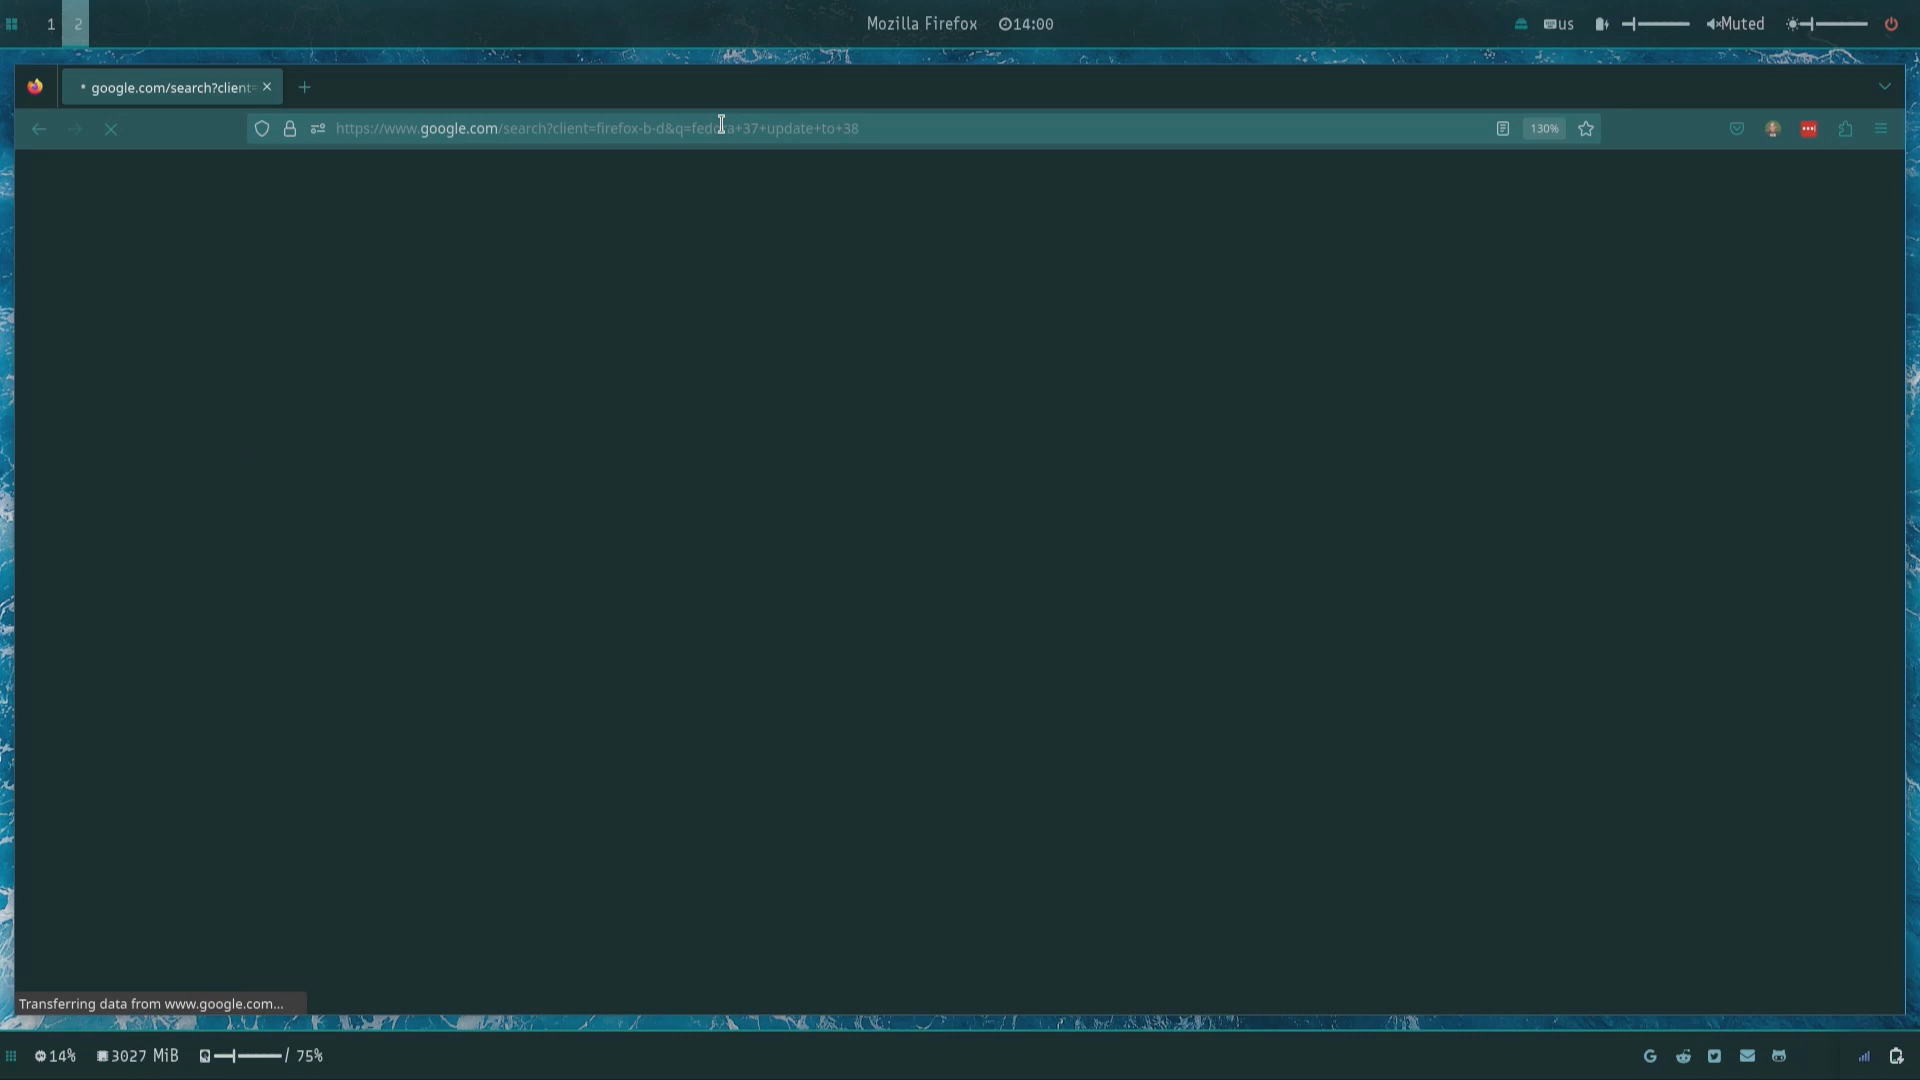 1 2 Mozilla Firefox 14:00 us Muted
google.com/search?client=
https://www.google.com/search?client=firefox-b-d&q=fedora+37+update+to+38 130%
Transferring data from www.google.com...
14% 3027 MiB / 75%